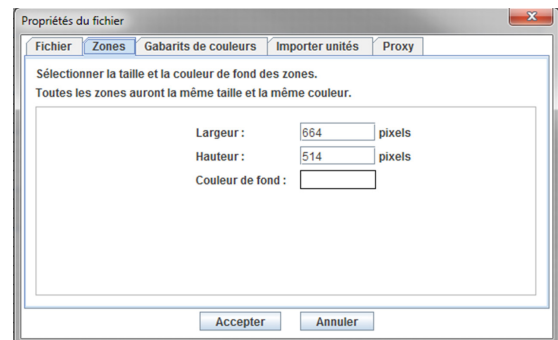 Propriétés du fichier
Fichier Zones Gabarits de couleurs Importer unités Proxy
Sélectionner la taille et la couleur de fond des zones.
Toutes les zones auront la même taille et la même couleur.
Largeur : 664 pixels
Hauteur : 514 pixels
Couleur de fond :
Accepter Annuler